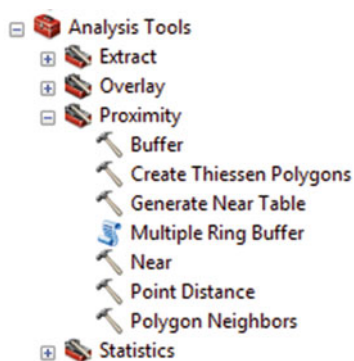 Analysis Tools
Extract
Overlay
Proximity
Buffer
Create Thiessen Polygons
Generate Near Table
Multiple Ring Buffer
Near
Point Distance
Polygon Neighbors
Statistics